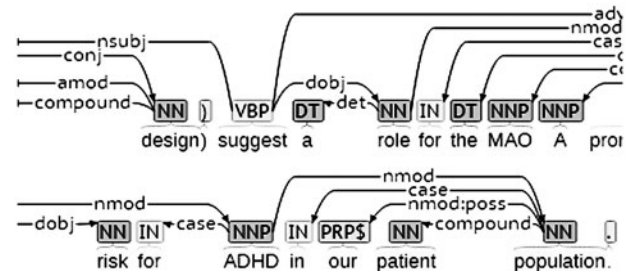 nsubj adv
conj nmod
amod cas
compound dobj det
NN ) VBP DT NN IN DT NNP NNP
design) suggest a role for the MAO A pror
nmod nmod
case
dobj case nmod:poss compound
NN IN NNP IN PRP$ NN NN .
risk for ADHD in our patient population.